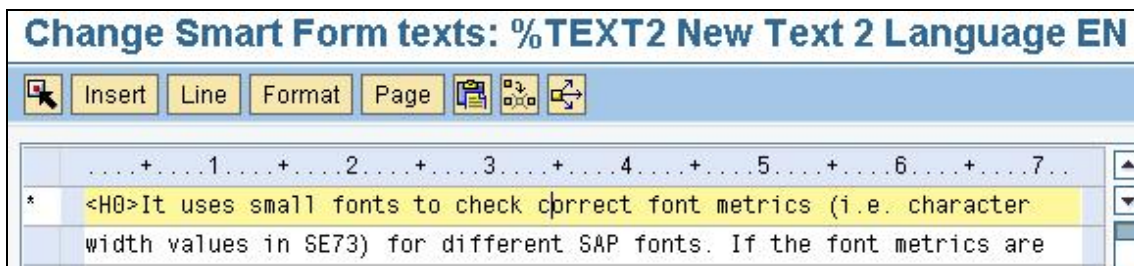 Change Smart Form texts: %TEXT2 New Text 2 Language EN
Insert Line Format Page
....+....1....+....2....+....3....+....4....+....5....+....6....+....7..
* <H0>It uses small fonts to check correct font metrics (i.e. character
width values in SE73) for different SAP fonts. If the font metrics are